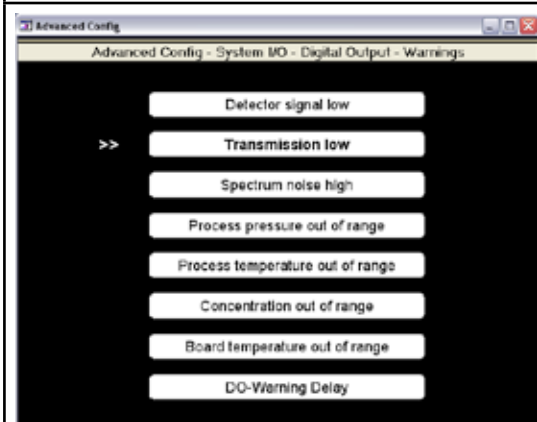 Advanced Config
Advanced Config - System I/O - Digital Output - Warnings
Detector signal low
>> Transmission low
Spectrum noise high
Process pressure out of range
Process temperature out of range
Concentration out of range
Board temperature out of range
DO-Warning Delay